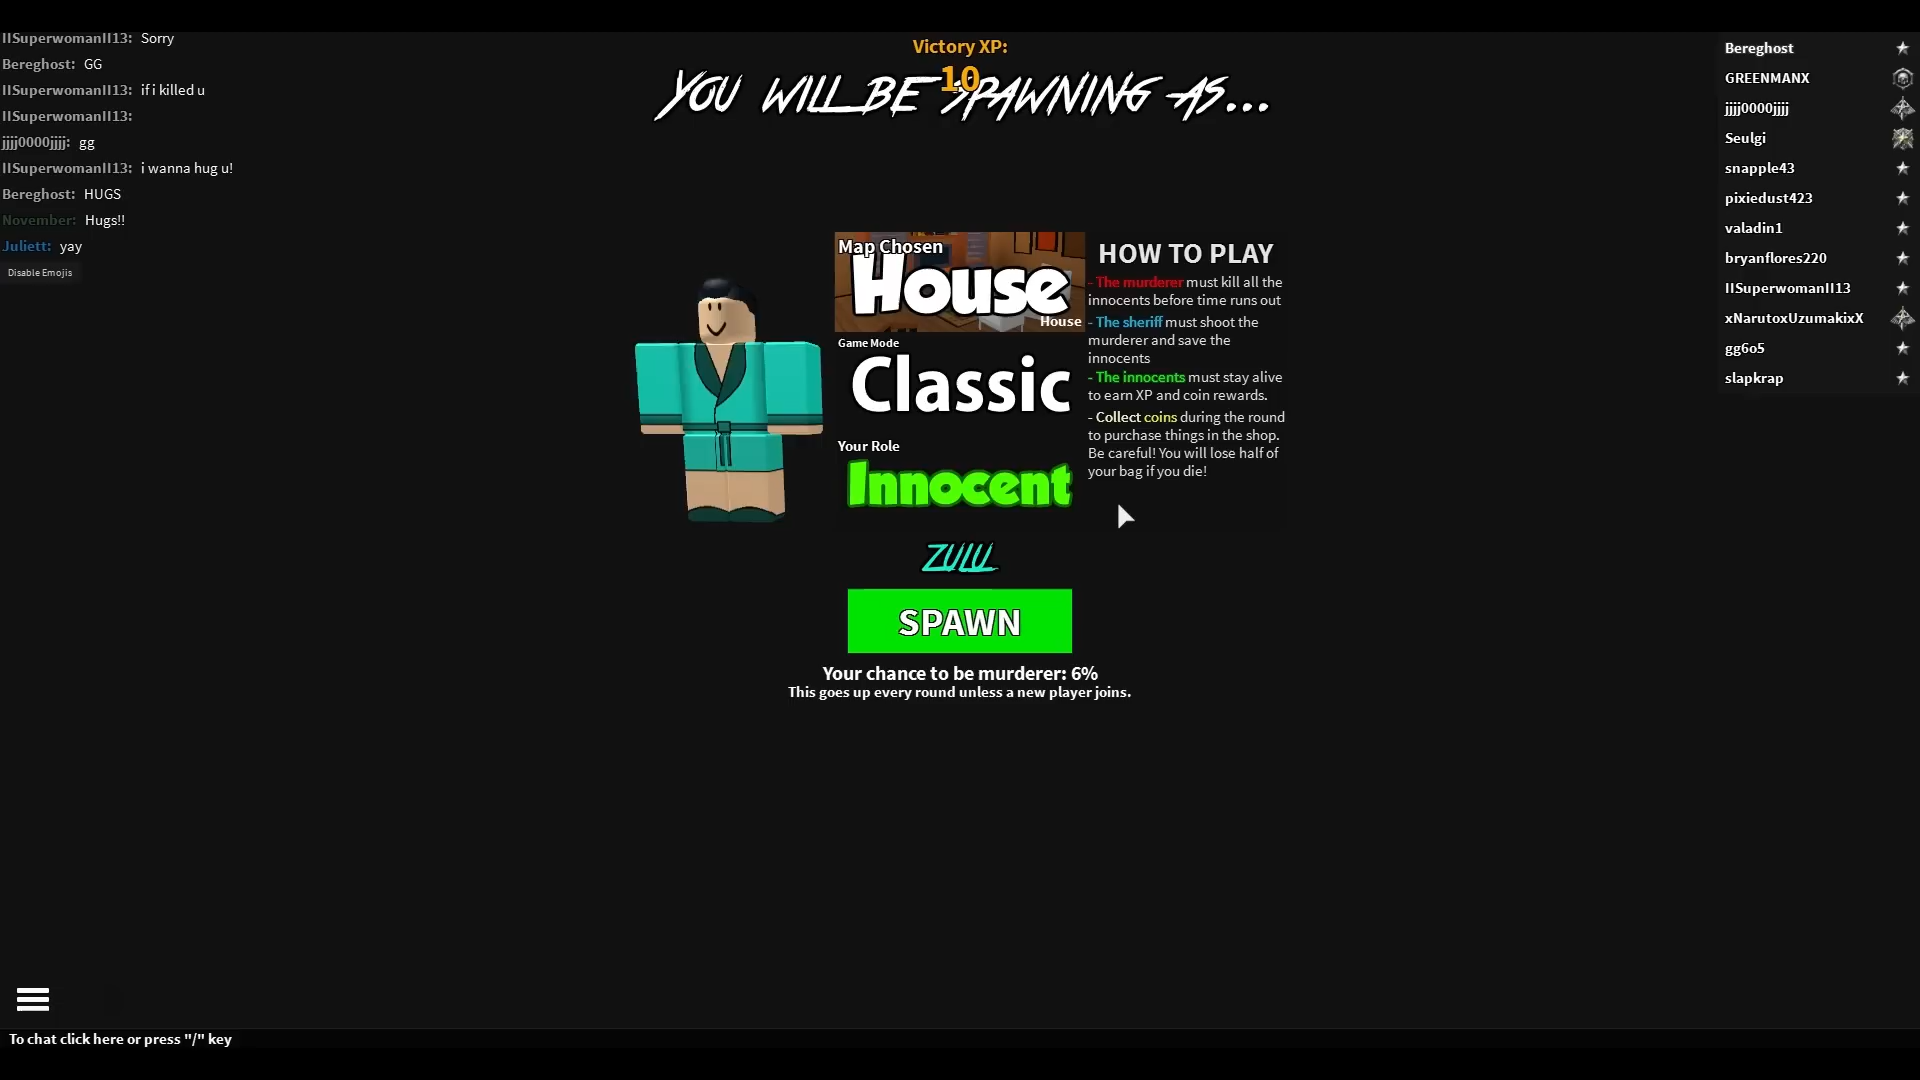 IISuperwomanII13: Sorry
Bereghost: GG
IISuperwomanII13: if i killed u
IISuperwomanII13:
jjjj0000jjjj: gg
IISuperwomanII13: i wanna hug u!
Bereghost: HUGS
November: Hugs!!
Juliett: yay
Disable Emojis
Victory XP:
10
YOU WILL BE SPAWNING AS...
Map Chosen
House
House
Game Mode
Classic
Your Role
Innocent
HOW TO PLAY
- The murderer must kill all the
innocents before time runs out
- The sheriff must shoot the
murderer and save the
innocents
- The innocents must stay alive
to earn XP and coin rewards.
- Collect coins during the round
to purchase things in the shop.
Be careful! You will lose half of
your bag if you die!
ZULU
SPAWN
Your chance to be murderer: 6%
This goes up every round unless a new player joins.
Bereghost
GREENMANX
jjjj0000jjjj
Seulgi
snapple43
pixiedust423
valadin1
bryanflores220
IISuperwomanII13
xNarutoxUzumakixX
gg6o5
slapkrap
To chat click here or press "/" key